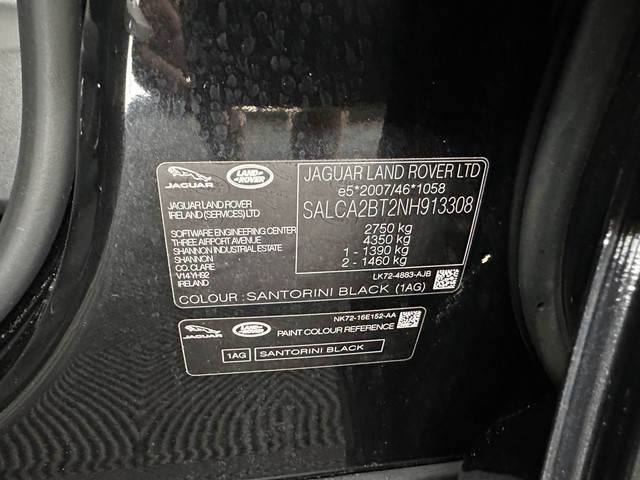 JAGUAR
LAND ROVER
JAGUAR LAND ROVER LTD
e5*2007/46*1058
SALCA2BT2NH913308
JAGUAR LAND ROVER
IRELAND (SERVICES) LTD
SOFTWARE ENGINEERING CENTER
THREE AIRPORT AVENUE
SHANNON INDUSTRIAL ESTATE
SHANNON
CO. CLARE
V14 YH92
IRELAND
2750 kg
4350 kg
1 - 1390 kg
2 - 1460 kg
LK72-4883-AJB
COLOUR : SANTORINI BLACK (1AG)
JAGUAR
LAND ROVER
NK72-16E152-AA
PAINT COLOUR REFERENCE
1AG SANTORINI BLACK